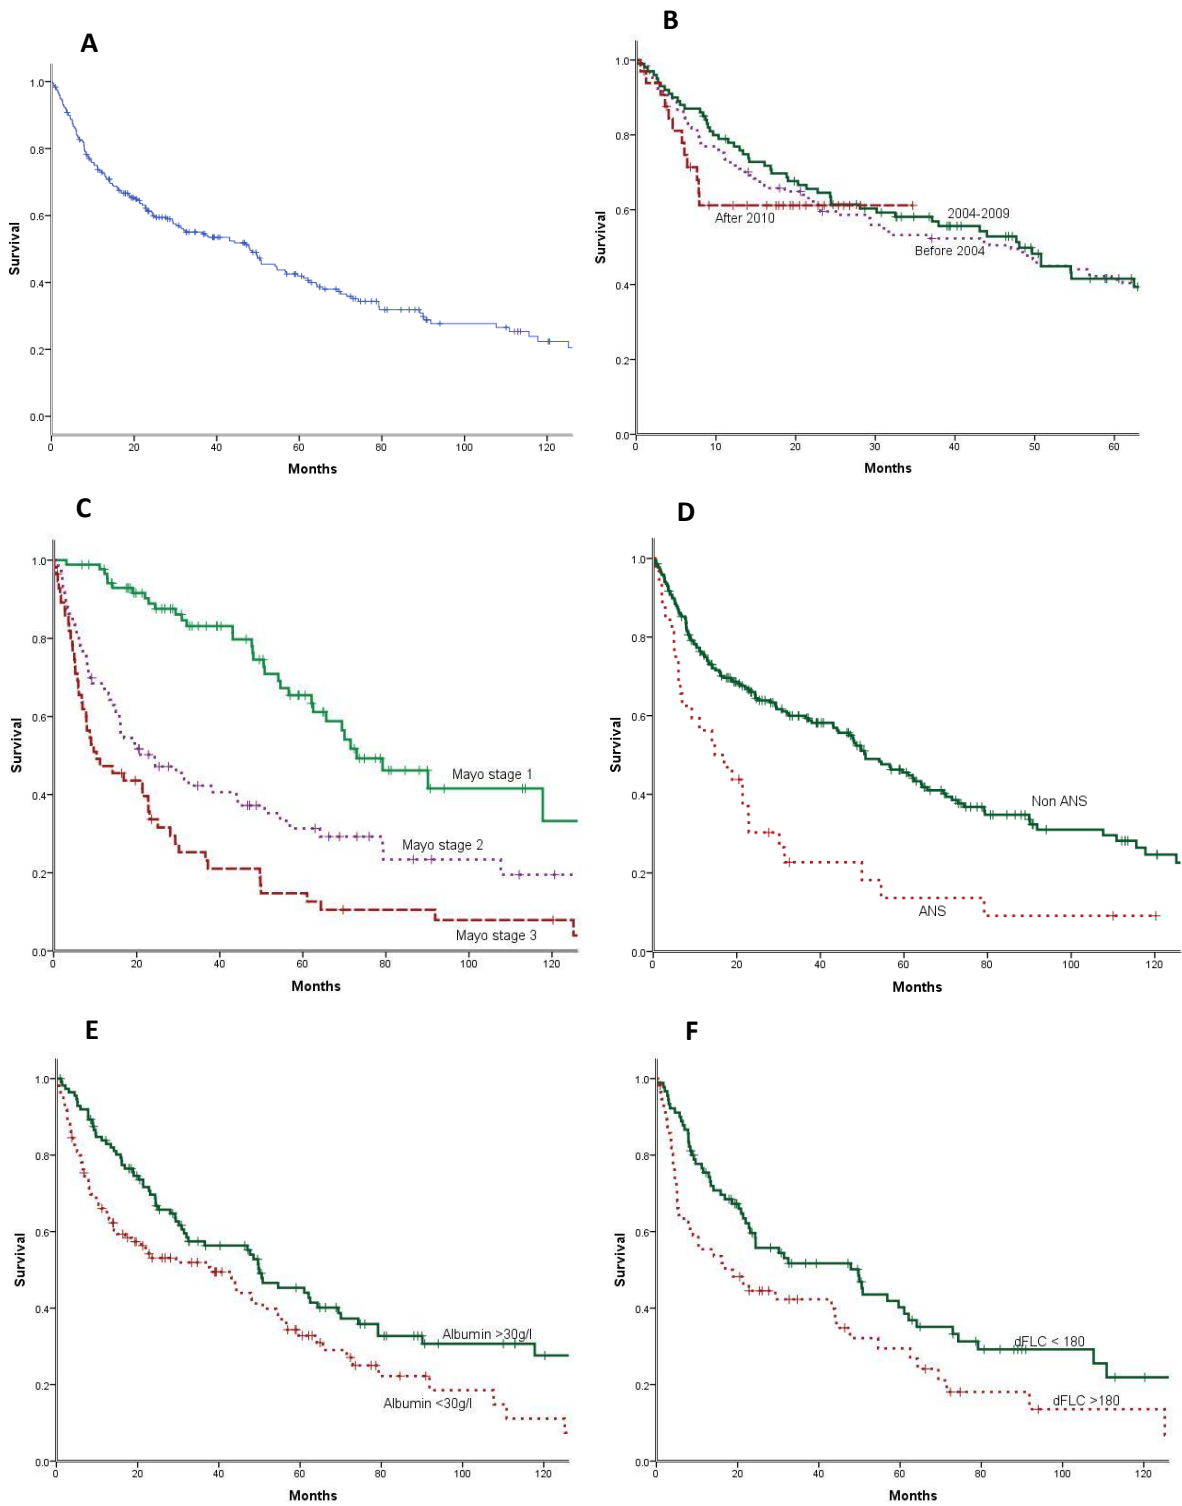 A
1.0
0.8
0.6
0.4
0.2
0.0
Survival
0 20 40 60 80 100 120
Months
B
1.0
0.8
0.6
0.4
0.2
0.0
Survival
2004-2009
After 2010
Before 2004
0 10 20 30 40 50 60
Months
C
1.0
0.8
0.6
0.4
0.2
0.0
Survival
Mayo stage 1
Mayo stage 2
Mayo stage 3
0 20 40 60 80 100 120
Months
D
1.0
0.8
0.6
0.4
0.2
0.0
Survival
Non ANS
ANS
0 20 40 60 80 100 120
Months
E
1.0
0.8
0.6
0.4
0.2
0.0
Survival
Albumin >30g/l
Albumin <30g/l
0 20 40 60 80 100 120
Months
F
1.0
0.8
0.6
0.4
0.2
0.0
Survival
dFLC < 180
dFLC >180
0 20 40 60 80 100 120
Months